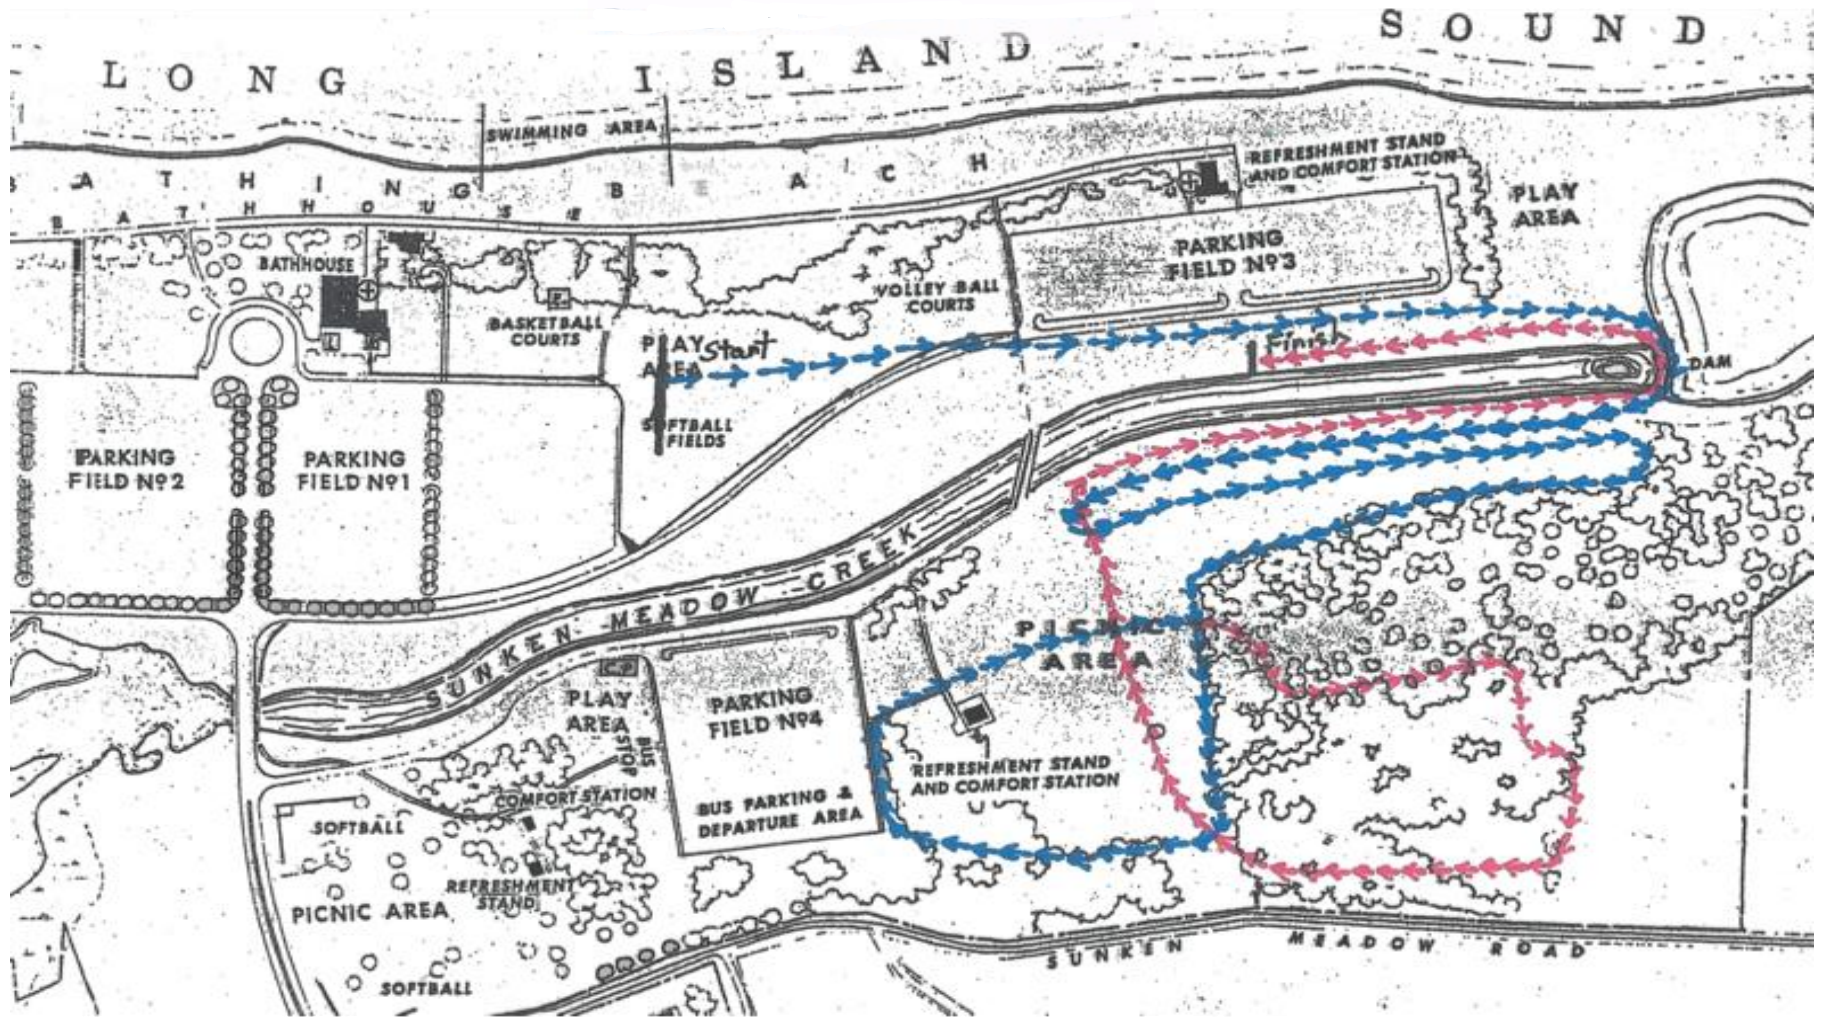 LONG ISLAND SOUND
SWIMMING AREA
BATHING BEACH
BATHHOUSE
REFRESHMENT STAND
AND COMFORT STATION
PLAY
AREA
PARKING
FIELD Nº3
BATHHOUSE
VOLLEY BALL
COURTS
BASKETBALL
COURTS
PLAY
AREA
Start
Finish
DAM
SOFTBALL
FIELDS
PARKING
FIELD Nº2
PARKING
FIELD Nº1
SUNKEN MEADOW CREEK
PICNIC
AREA
PLAY
AREA
BUS
STOP
PARKING
FIELD Nº4
BUS PARKING &
DEPARTURE AREA
REFRESHMENT STAND
AND COMFORT STATION
COMFORT STATION
SOFTBALL
REFRESHMENT
STAND
PICNIC AREA
SOFTBALL
SUNKEN MEADOW ROAD